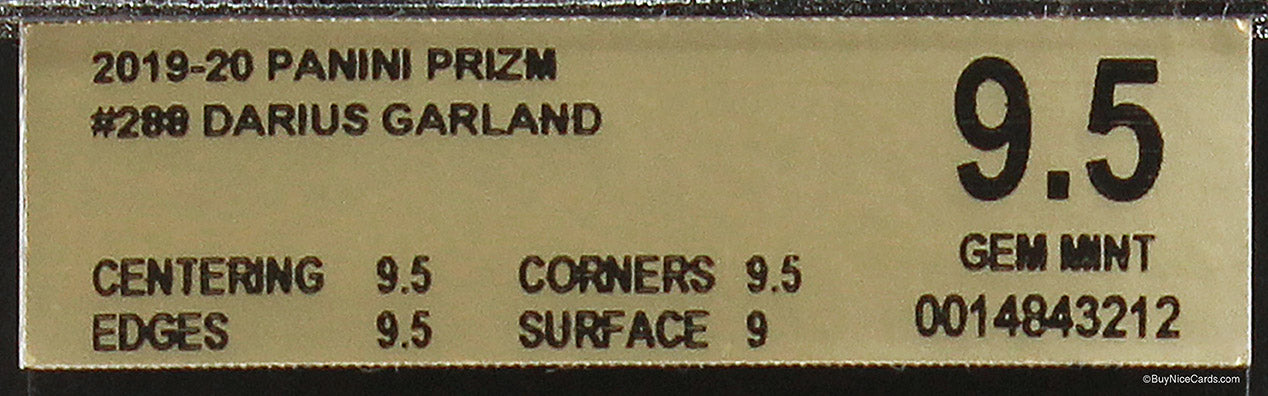 2019-20 PANINI PRIZM
#288 DARIUS GARLAND
9.5
GEM MINT
0014843212
CENTERING 9.5 CORNERS 9.5
EDGES 9.5 SURFACE 9
©BuyNiceCards.com